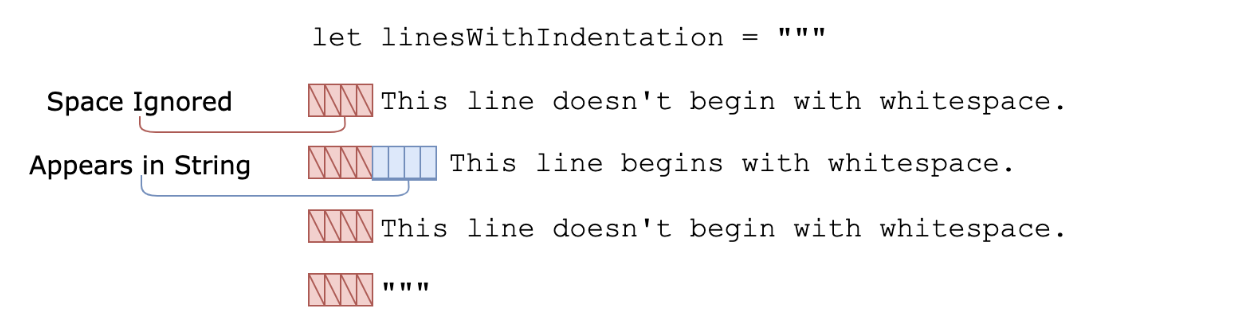 let linesWithIndentation = """
Space Ignored
This line doesn't begin with whitespace.
Appears in String
This line begins with whitespace.
This line doesn't begin with whitespace.
"""